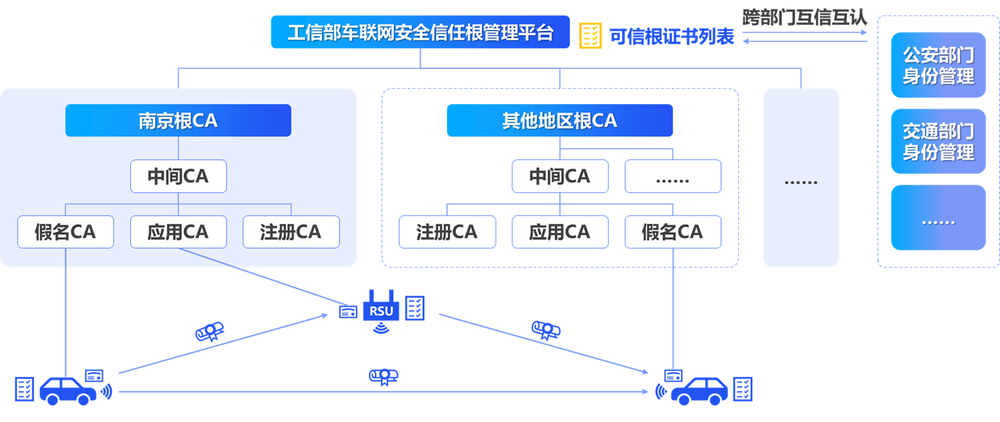 工信部车联网安全信任根管理平台
可信根证书列表
跨部门互信互认
公安部门
身份管理
交通部门
身份管理
……
南京根CA
中间CA
假名CA
应用CA
注册CA
其他地区根CA
中间CA
……
注册CA
应用CA
假名CA
……
RSU